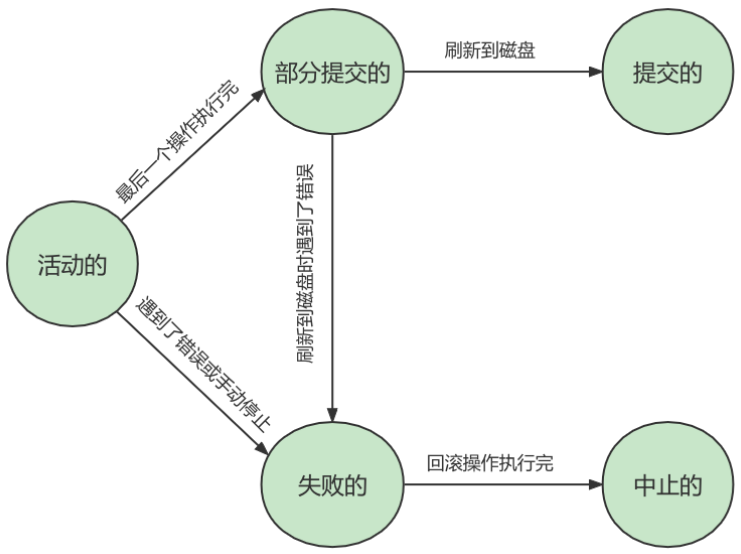 部分提交的
刷新到磁盘
提交的
最后一个操作执行完
刷新到磁盘时遇到了错误
活动的
遇到了错误或手动停止
失败的
回滚操作执行完
中止的